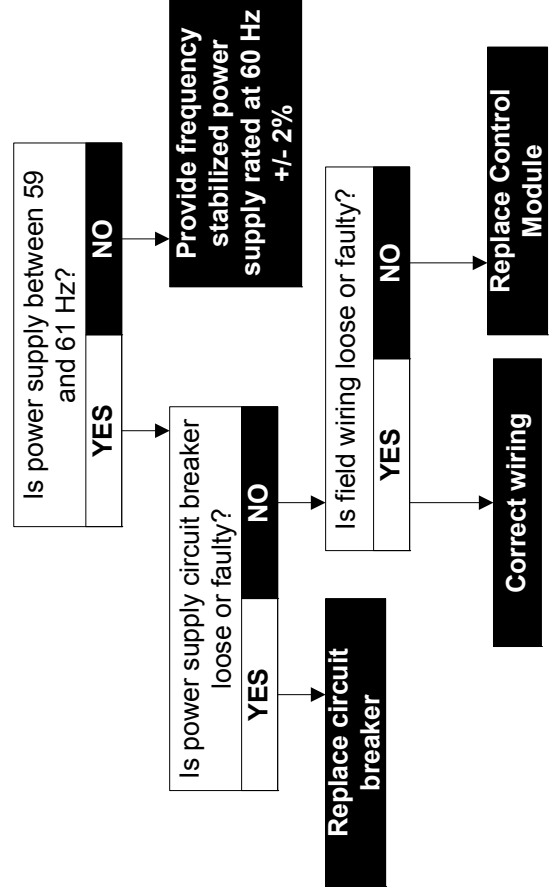 Is power supply between 59
and 61 Hz?
YES
NO
Provide frequency
stabilized power
supply rated at 60 Hz
+/- 2%
Is power supply circuit breaker
loose or faulty?
YES
NO
Replace circuit
breaker
Is field wiring loose or faulty?
YES
NO
Correct wiring
Replace Control
Module